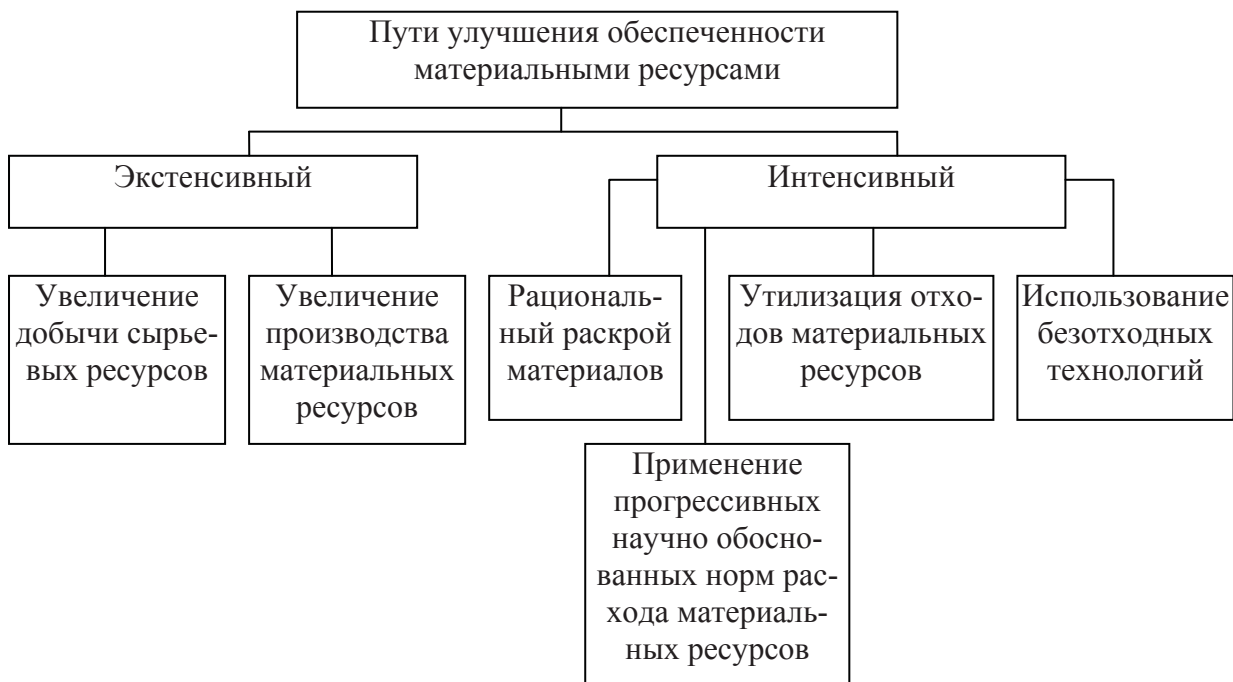 Пути улучшения обеспеченности
материальными ресурсами
Экстенсивный
Интенсивный
Увеличение
добычи сырье-
вых ресурсов
Увеличение
производства
материальных
ресурсов
Рациональ-
ный раскрой
материалов
Утилизация отхо-
дов материальных
ресурсов
Использование
безотходных
технологий
Применение
прогрессивных
научно обосно-
ванных норм рас-
хода материаль-
ных ресурсов